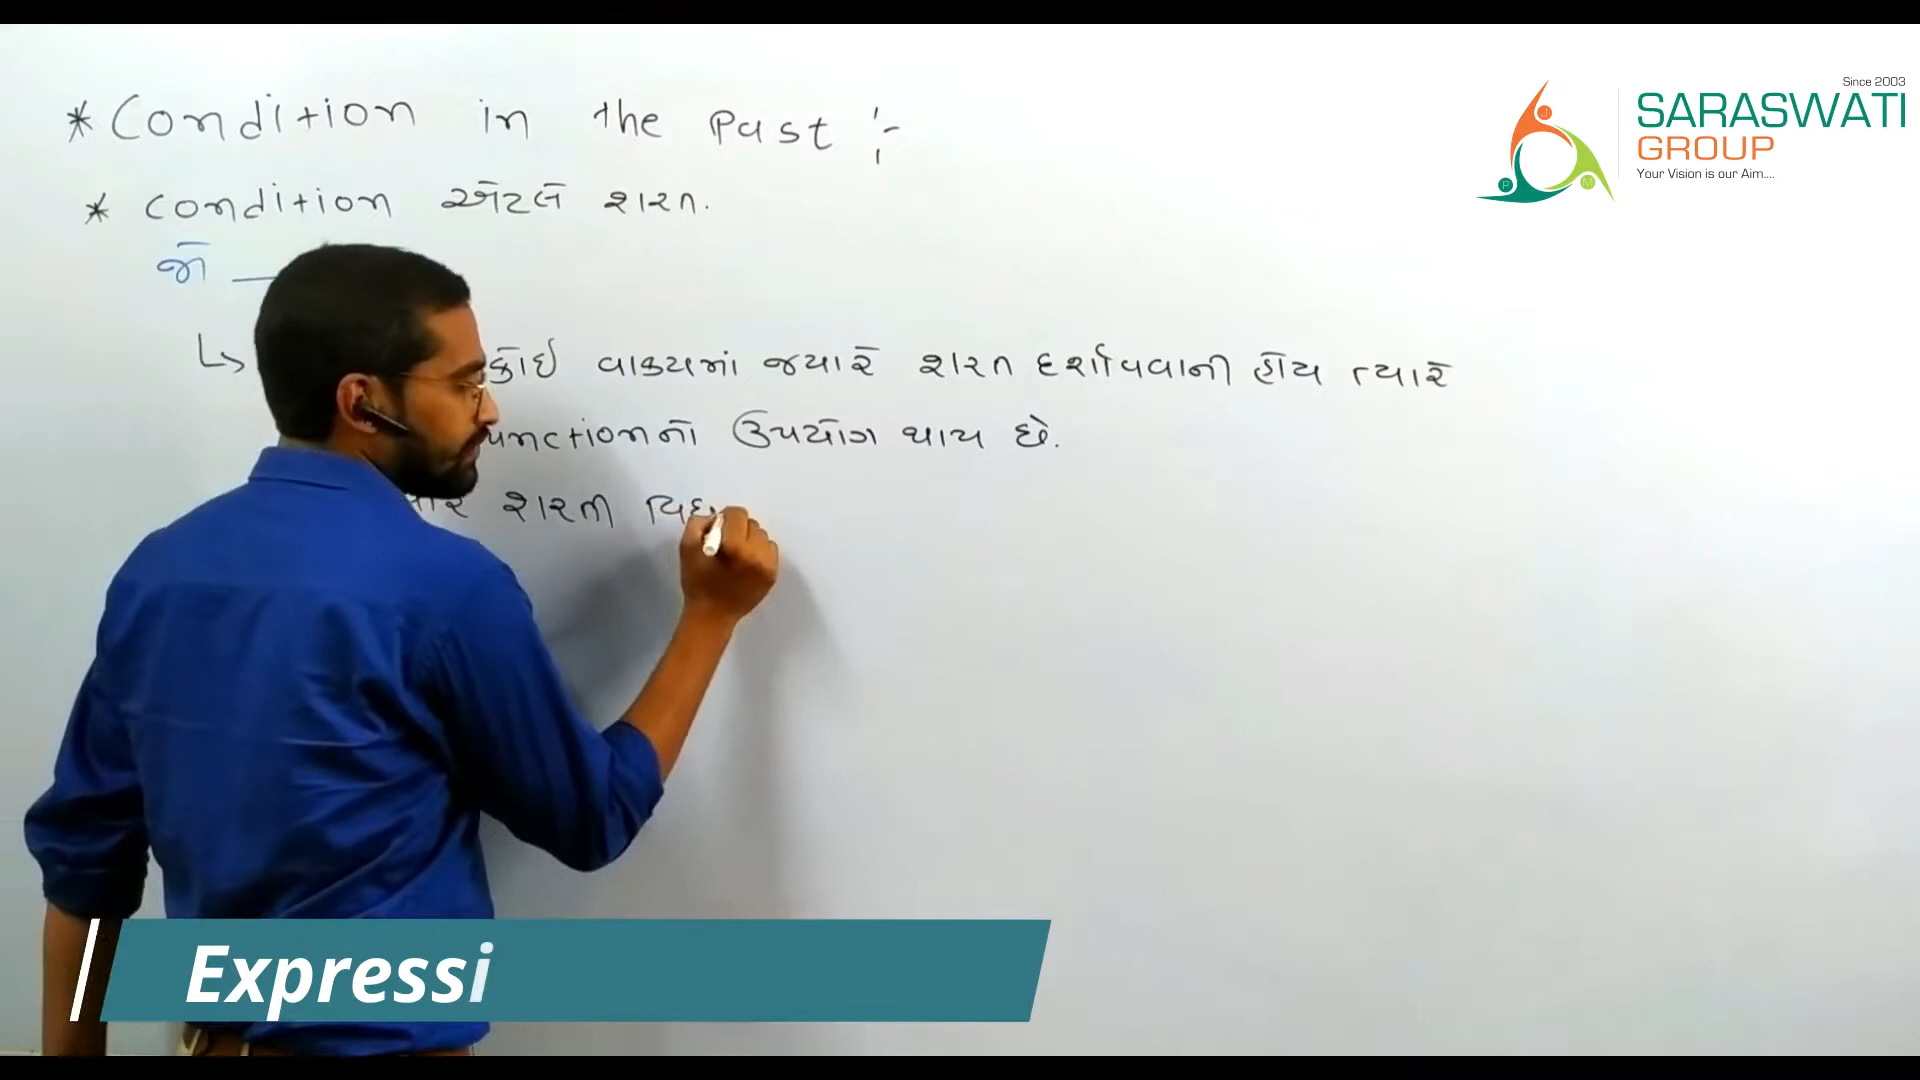 * Condition in the Past :-
* Condition એટલે શરત.
જો —
↳ કોઈ વાક્યમાં જ્યારે શરત દર્શાવવાની હોય ત્યારે
unctionનો ઉપયોગ થાય છે.
શરતી વિધા
Since 2003
SARASWATI
GROUP
Your Vision is our Aim....
J
P
M
Expressi